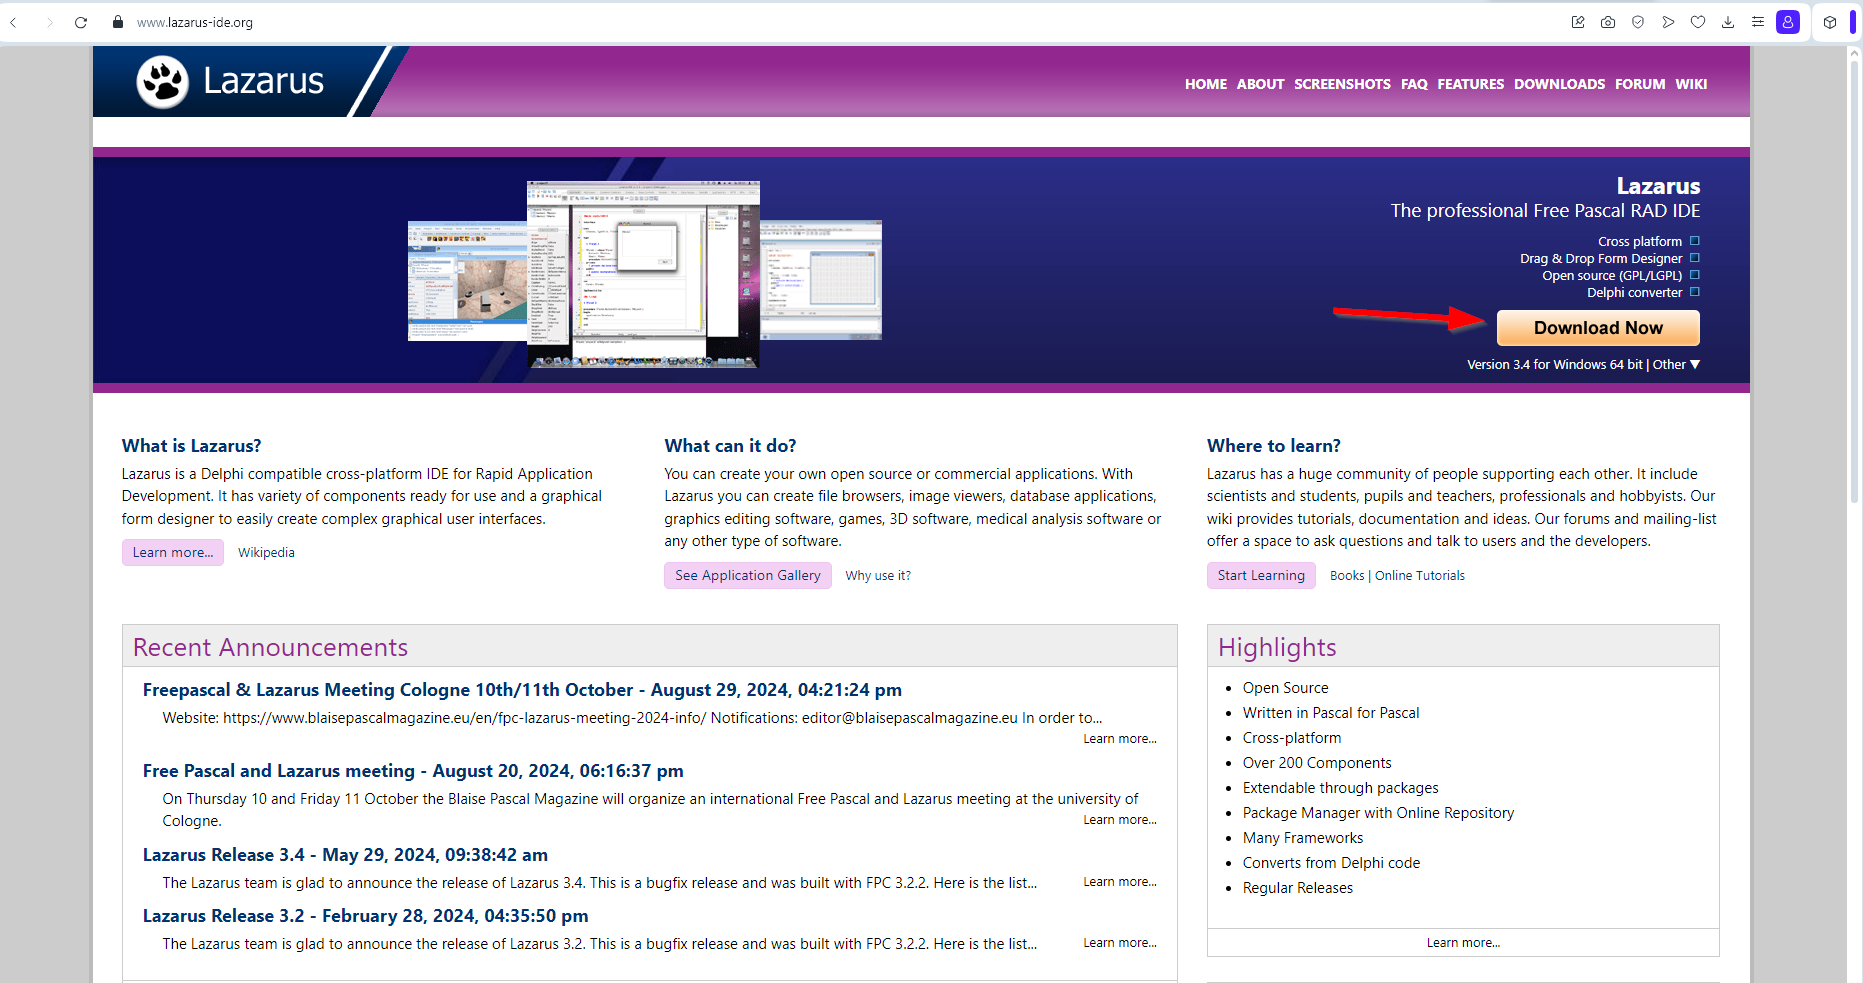 www.lazarus-ide.org
Lazarus
HOME ABOUT SCREENSHOTS FAQ FEATURES DOWNLOADS FORUM WIKI
Lazarus
The professional Free Pascal RAD IDE
Cross platform
Drag & Drop Form Designer
Open source (GPL/LGPL)
Delphi converter
Download Now
Version 3.4 for Windows 64 bit | Other ▼
What is Lazarus?
Lazarus is a Delphi compatible cross-platform IDE for Rapid Application
Development. It has variety of components ready for use and a graphical
form designer to easily create complex graphical user interfaces.
Learn more... Wikipedia
What can it do?
You can create your own open source or commercial applications. With
Lazarus you can create file browsers, image viewers, database applications,
graphics editing software, games, 3D software, medical analysis software or
any other type of software.
See Application Gallery Why use it?
Where to learn?
Lazarus has a huge community of people supporting each other. It include
scientists and students, pupils and teachers, professionals and hobbyists. Our
wiki provides tutorials, documentation and ideas. Our forums and mailing-list
offer a space to ask questions and talk to users and the developers.
Start Learning Books | Online Tutorials
Recent Announcements
Freepascal & Lazarus Meeting Cologne 10th/11th October - August 29, 2024, 04:21:24 pm
Website: https://www.blaisepascalmagazine.eu/en/fpc-lazarus-meeting-2024-info/ Notifications: editor@blaisepascalmagazine.eu In order to...
Learn more...
Free Pascal and Lazarus meeting - August 20, 2024, 06:16:37 pm
On Thursday 10 and Friday 11 October the Blaise Pascal Magazine will organize an international Free Pascal and Lazarus meeting at the university of
Cologne.
Learn more...
Lazarus Release 3.4 - May 29, 2024, 09:38:42 am
The Lazarus team is glad to announce the release of Lazarus 3.4. This is a bugfix release and was built with FPC 3.2.2. Here is the list...
Learn more...
Lazarus Release 3.2 - February 28, 2024, 04:35:50 pm
The Lazarus team is glad to announce the release of Lazarus 3.2. This is a bugfix release and was built with FPC 3.2.2. Here is the list...
Learn more...
Highlights
Open Source
Written in Pascal for Pascal
Cross-platform
Over 200 Components
Extendable through packages
Package Manager with Online Repository
Many Frameworks
Converts from Delphi code
Regular Releases
Learn more...